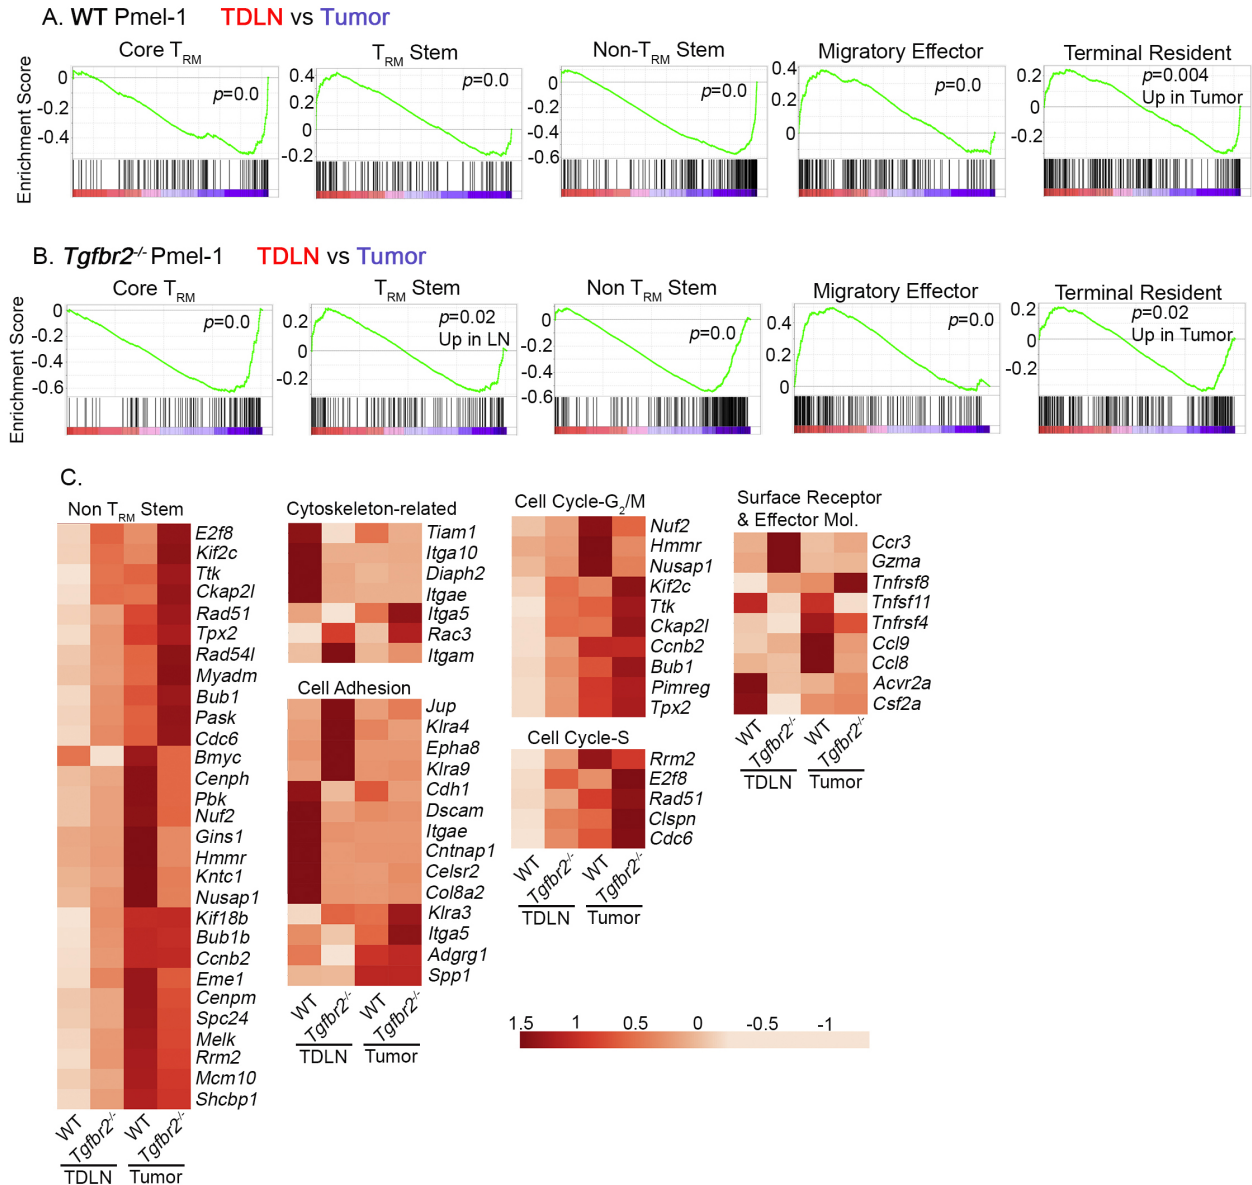 A. WT Pmel-1 TDLN vs Tumor
Core TRM
TRM Stem
Non-TRM Stem
Migratory Effector
Terminal Resident
Enrichment Score
0
-0.2
-0.4
p=0.0
0.4
0.2
0
-0.2
p=0.0
0
-0.2
-0.4
-0.6
p=0.0
0.4
0.2
0
p=0.0
0.2
0
-0.2
p=0.004
Up in Tumor
B. Tgfbr2-/- Pmel-1 TDLN vs Tumor
Core TRM
TRM Stem
Non TRM Stem
Migratory Effector
Terminal Resident
Enrichment Score
0
-0.2
-0.4
-0.6
p=0.0
0.2
0
-0.2
p=0.02
Up in LN
0
-0.2
-0.4
-0.6
p=0.0
0.4
0.2
0
p=0.0
0.2
0
-0.2
p=0.02
Up in Tumor
C.
Non TRM Stem
E2f8
Kif2c
Ttk
Ckap2l
Rad51
Tpx2
Rad54l
Myadm
Bub1
Pask
Cdc6
Bmyc
Cenph
Pbk
Nuf2
Gins1
Hmmr
Kntc1
Nusap1
Kif18b
Bub1b
Ccnb2
Eme1
Cenpm
Spc24
Melk
Rrm2
Mcm10
Shcbp1
WT
Tgfbr2-/-
WT
Tgfbr2-/-
TDLN
Tumor
Cytoskeleton-related
Tiam1
Itga10
Diaph2
Itgae
Itga5
Rac3
Itgam
Cell Adhesion
Jup
Klra4
Epha8
Klra9
Cdh1
Dscam
Itgae
Cntnap1
Celsr2
Col8a2
Klra3
Itga5
Adgrg1
Spp1
WT
Tgfbr2-/-
WT
Tgfbr2-/-
TDLN
Tumor
Cell Cycle-G2/M
Nuf2
Hmmr
Nusap1
Kif2c
Ttk
Ckap2l
Ccnb2
Bub1
Pimreg
Tpx2
Cell Cycle-S
Rrm2
E2f8
Rad51
Clspn
Cdc6
WT
Tgfbr2-/-
WT
Tgfbr2-/-
TDLN
Tumor
Surface Receptor
& Effector Mol.
Ccr3
Gzma
Tnfrsf8
Tnfsf11
Tnfrsf4
Ccl9
Ccl8
Acvr2a
Csf2a
WT
Tgfbr2-/-
WT
Tgfbr2-/-
TDLN
Tumor
1.5 1 0.5 0 -0.5 -1